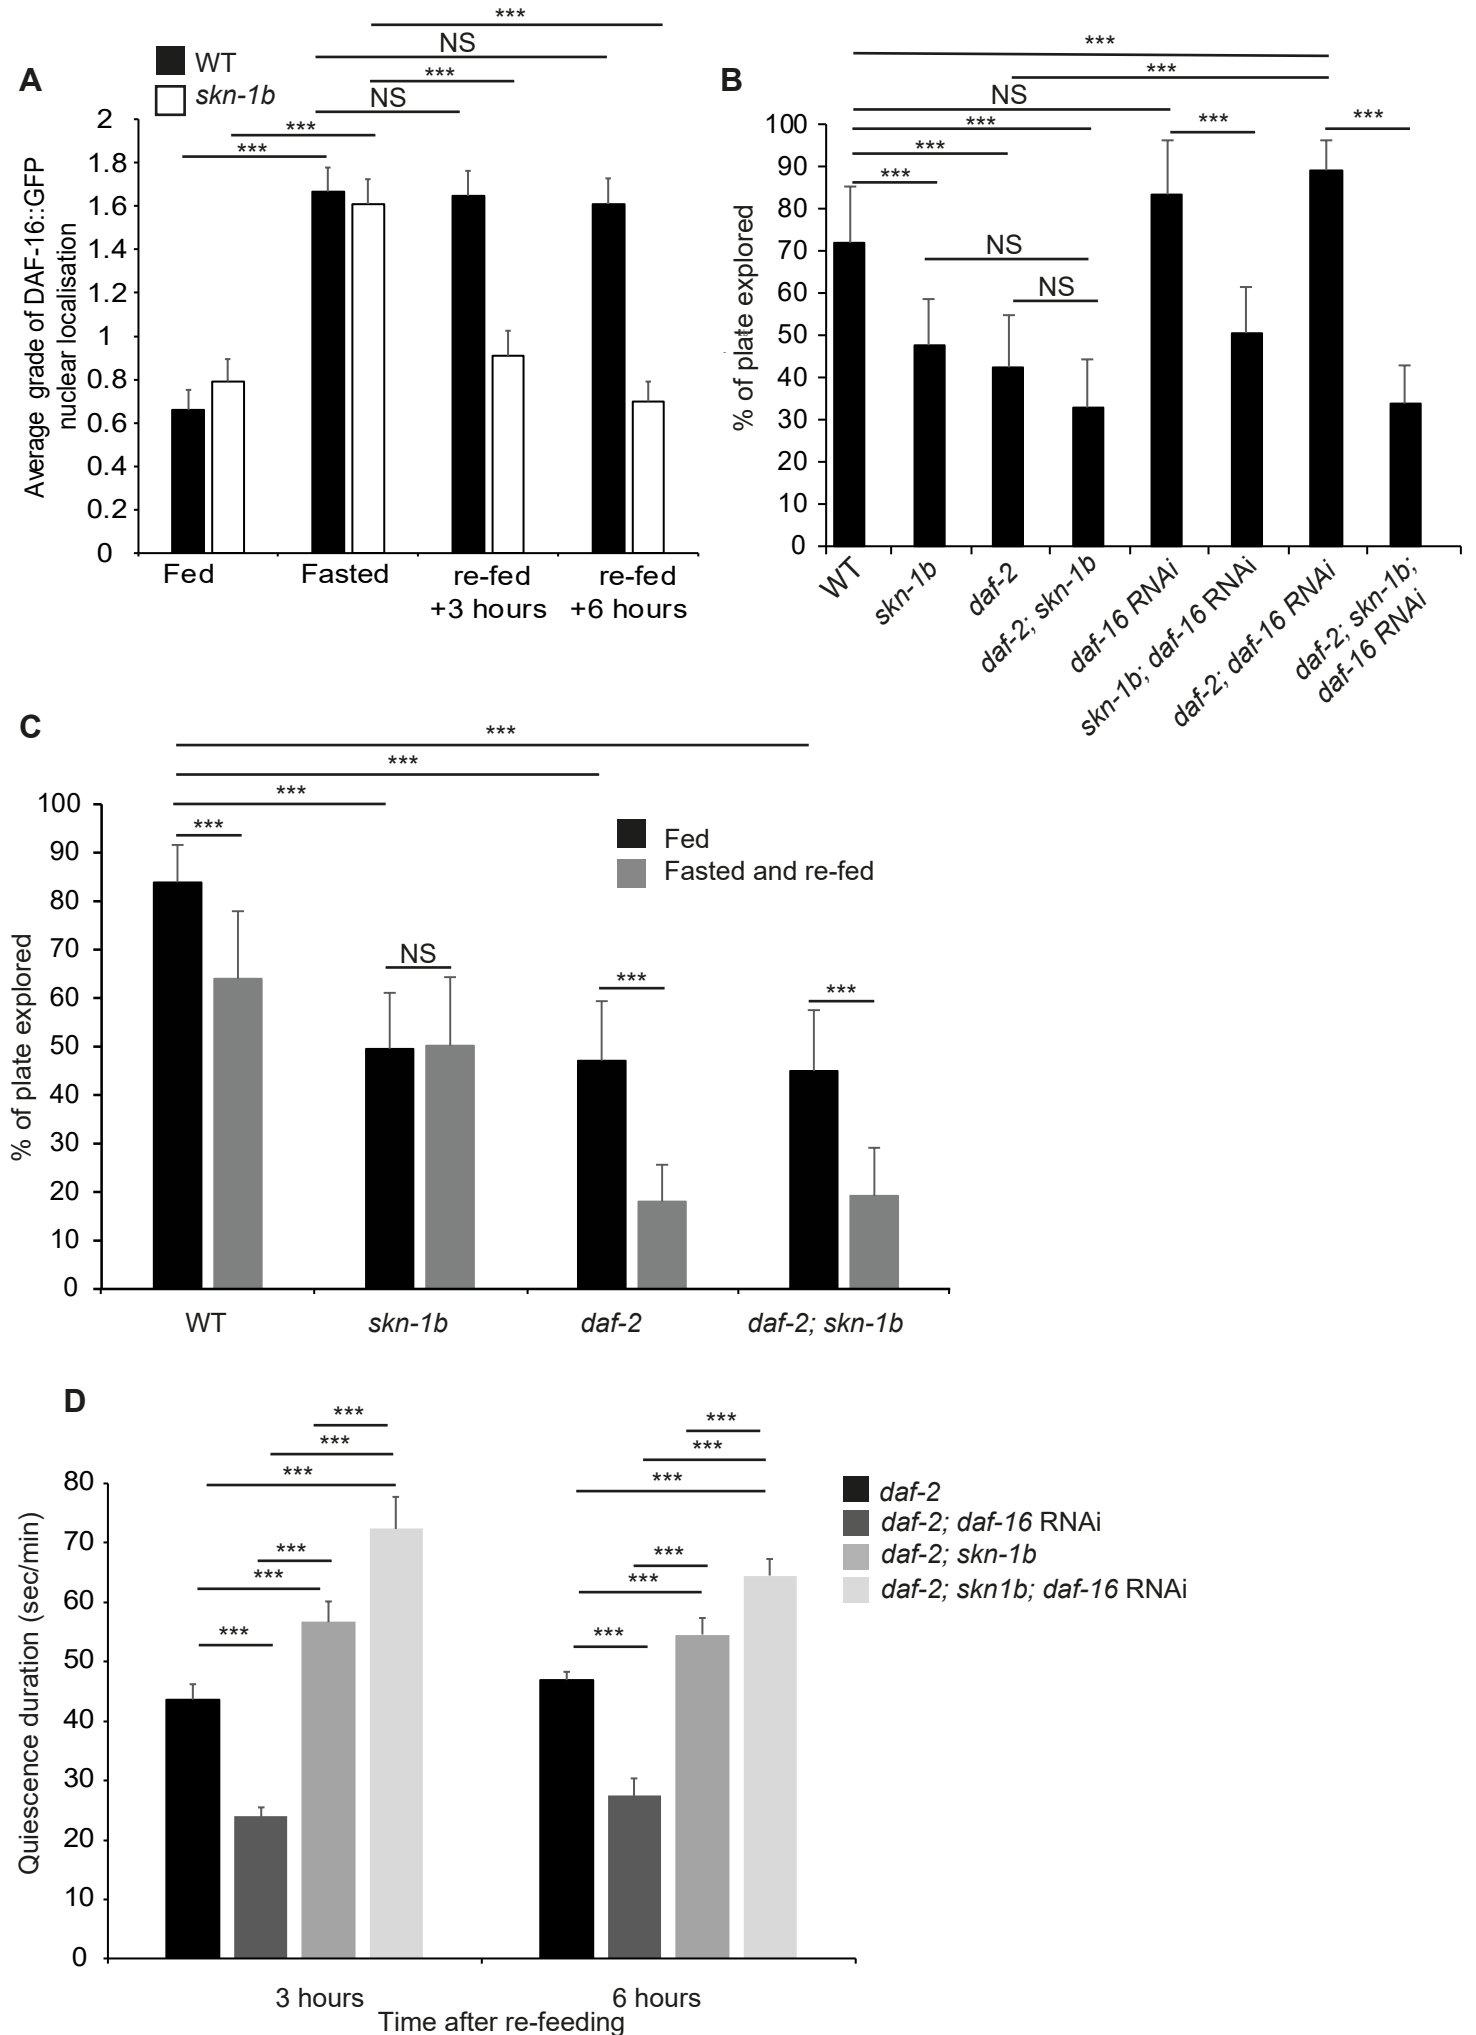 A
WT
skn-1b
***
NS
***
NS
***
***
2
1.8
1.6
1.4
1.2
1
0.8
0.6
0.4
0.2
0
Average grade of DAF-16::GFP
nuclear localisation
Fed
Fasted
re-fed
+3 hours
re-fed
+6 hours
B
***
***
NS
***
***
***
***
***
***
NS
NS
100
90
80
70
60
50
40
30
20
10
0
% of plate explored
WT
skn-1b
daf-2
daf-2; skn-1b
daf-16 RNAi
skn-1b; daf-16 RNAi
daf-2; daf-16 RNAi
daf-2; skn-1b;
daf-16 RNAi
C
***
***
***
***
NS
***
***
Fed
Fasted and re-fed
100
90
80
70
60
50
40
30
20
10
0
% of plate explored
WT
skn-1b
daf-2
daf-2; skn-1b
D
***
***
***
***
***
***
***
***
***
***
***
***
80
70
60
50
40
30
20
10
0
Quiescence duration (sec/min)
daf-2
daf-2; daf-16 RNAi
daf-2; skn-1b
daf-2; skn1b; daf-16 RNAi
3 hours
6 hours
Time after re-feeding